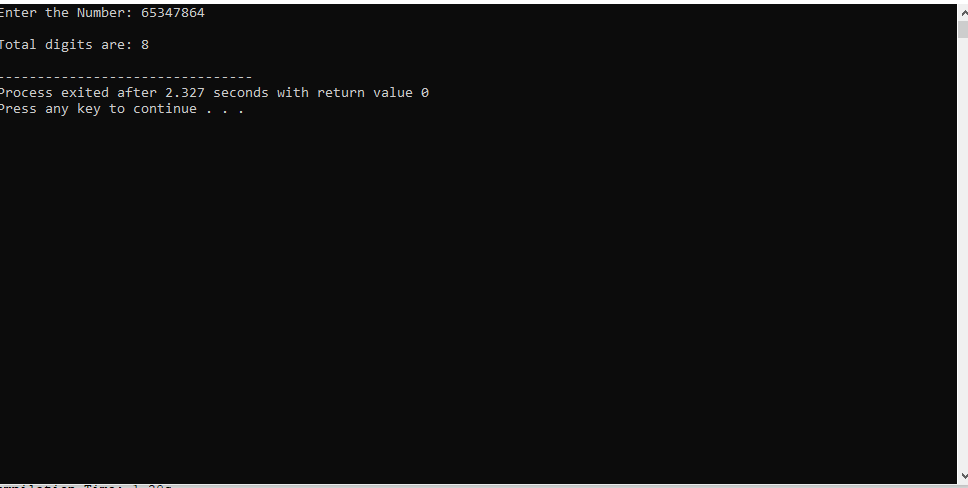 Enter the Number: 65347864
Total digits are: 8
--------------------------------
Process exited after 2.327 seconds with return value 0
Press any key to continue . . .